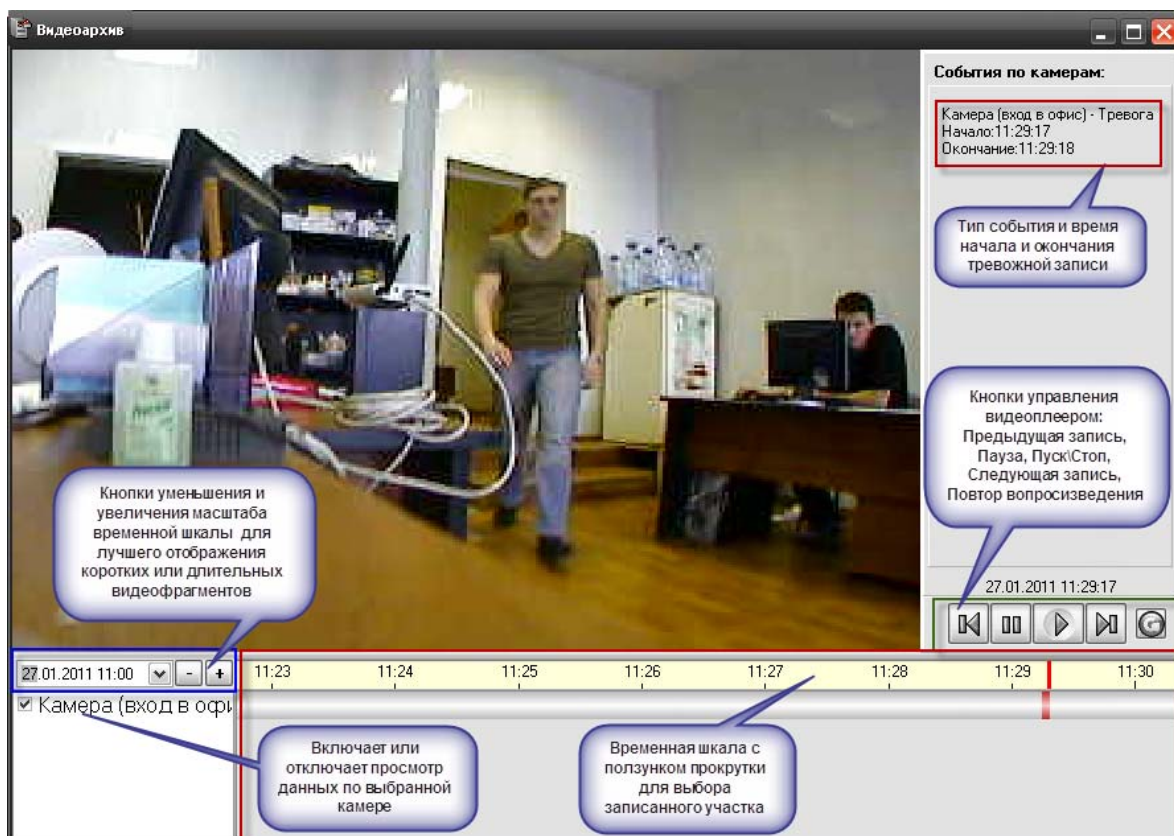 Видеоархив
События по камерам:
Камера (вход в офис) - Тревога
Начало:11:29:17
Окончание:11:29:18
Тип события и время
начала и окончания
тревожной записи
Кнопки управления
видеоплеером:
Предыдущая запись,
Пауза, Пуск\Стоп,
Следующая запись,
Повтор вопросизведения
Кнопки уменьшения и
увеличения масштаба
временной шкалы для
лучшего отображения
коротких или длительных
видеофрагментов
27.01.2011 11:29:17
27.01.2011 11:00 - +
11:23 11:24 11:25 11:26 11:27 11:28 11:29 11:30
Камера (вход в офи
Включает или
отключает просмотр
данных по выбранной
камере
Временная шкала с
ползунком прокрутки
для выбора
записанного участка